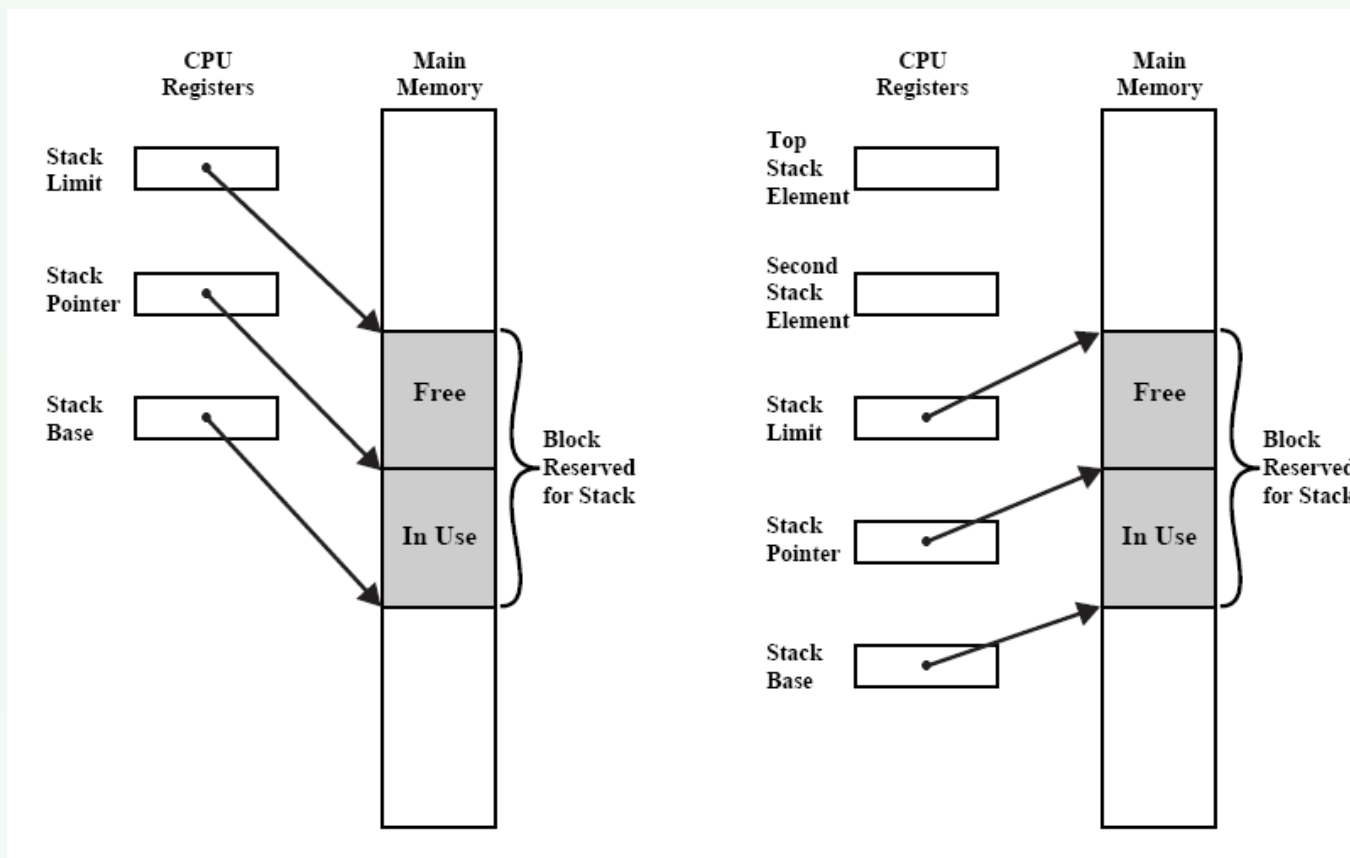 CPU
Registers
Main
Memory
Stack
Limit
Stack
Pointer
Stack
Base
Free
In Use
Block
Reserved
for Stack
CPU
Registers
Main
Memory
Top
Stack
Element
Second
Stack
Element
Stack
Limit
Stack
Pointer
Stack
Base
Free
In Use
Block
Reserved
for Stack